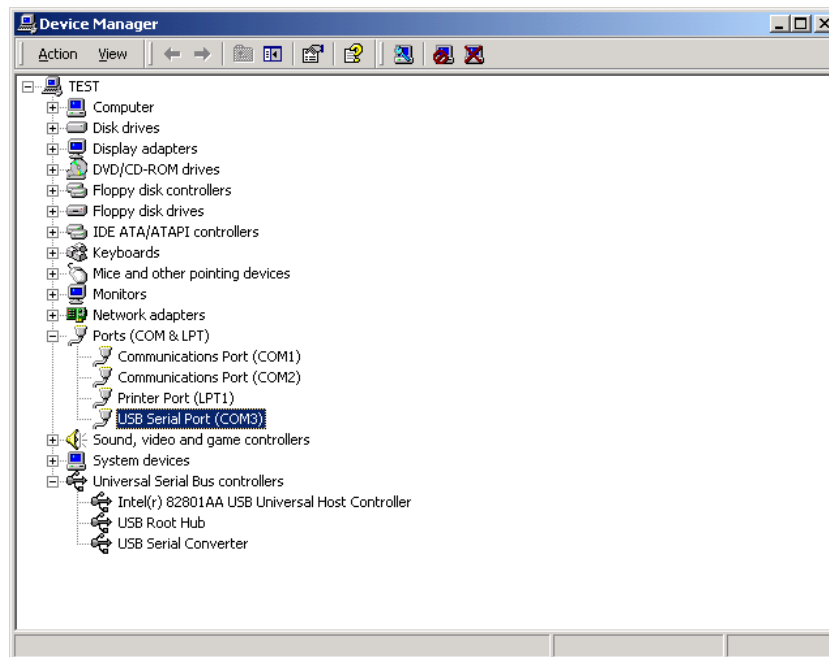 Device Manager
Action View
TEST
Computer
Disk drives
Display adapters
DVD/CD-ROM drives
Floppy disk controllers
Floppy disk drives
IDE ATA/ATAPI controllers
Keyboards
Mice and other pointing devices
Monitors
Network adapters
Ports (COM & LPT)
Communications Port (COM1)
Communications Port (COM2)
Printer Port (LPT1)
USB Serial Port (COM3)
Sound, video and game controllers
System devices
Universal Serial Bus controllers
Intel(r) 82801AA USB Universal Host Controller
USB Root Hub
USB Serial Converter